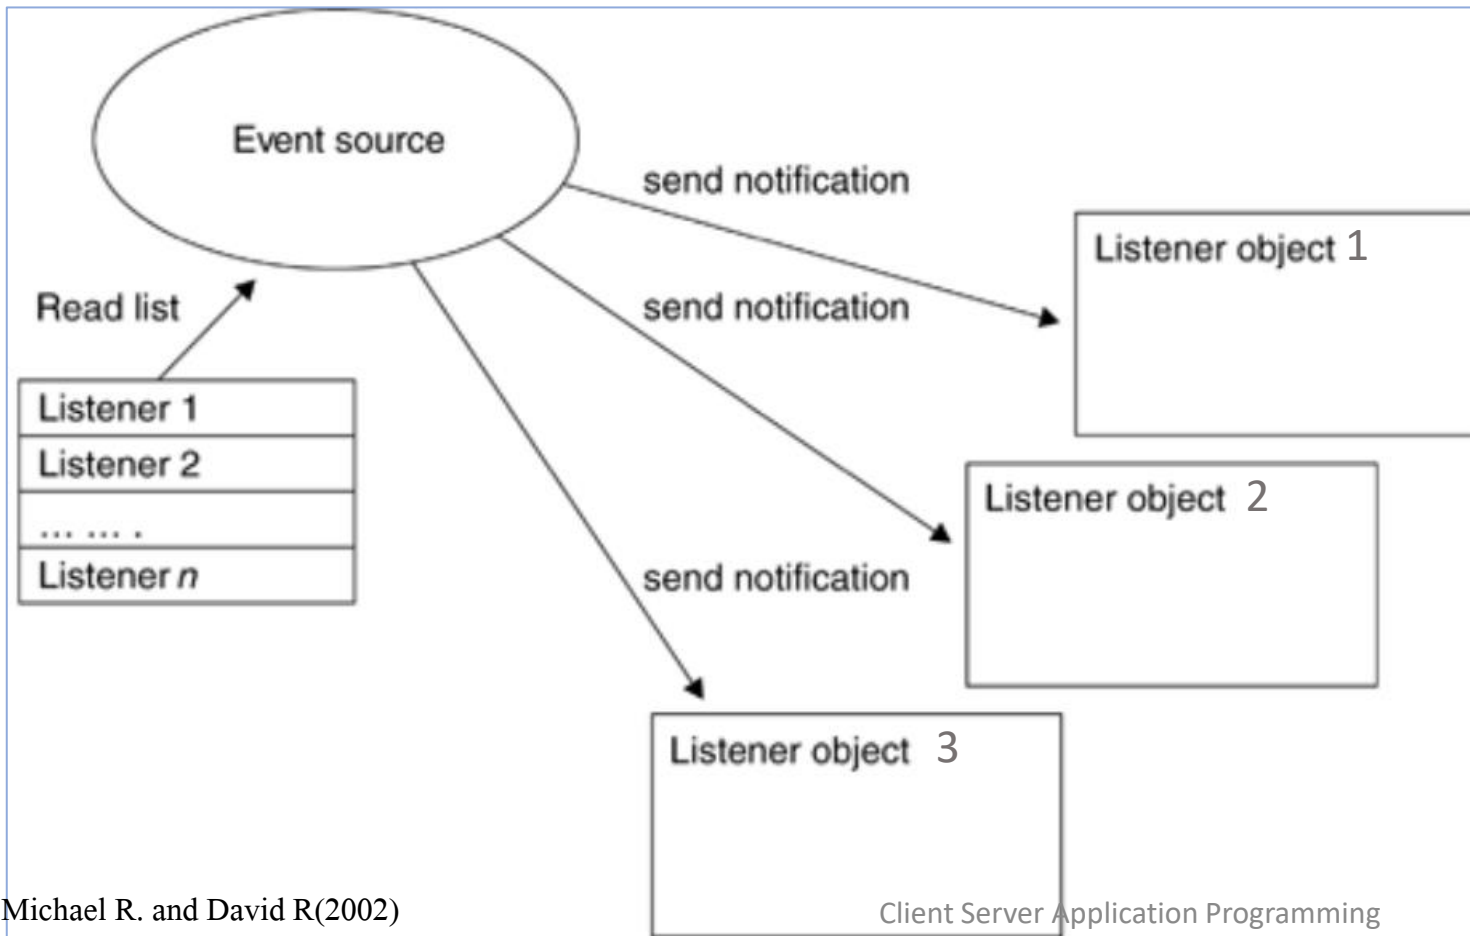 Event source
send notification
Listener object 1
Read list
send notification
Listener 1
Listener 2
... ... .
Listener n
Listener object 2
send notification
Listener object 3
Michael R. and David R(2002)
Client Server Application Programming